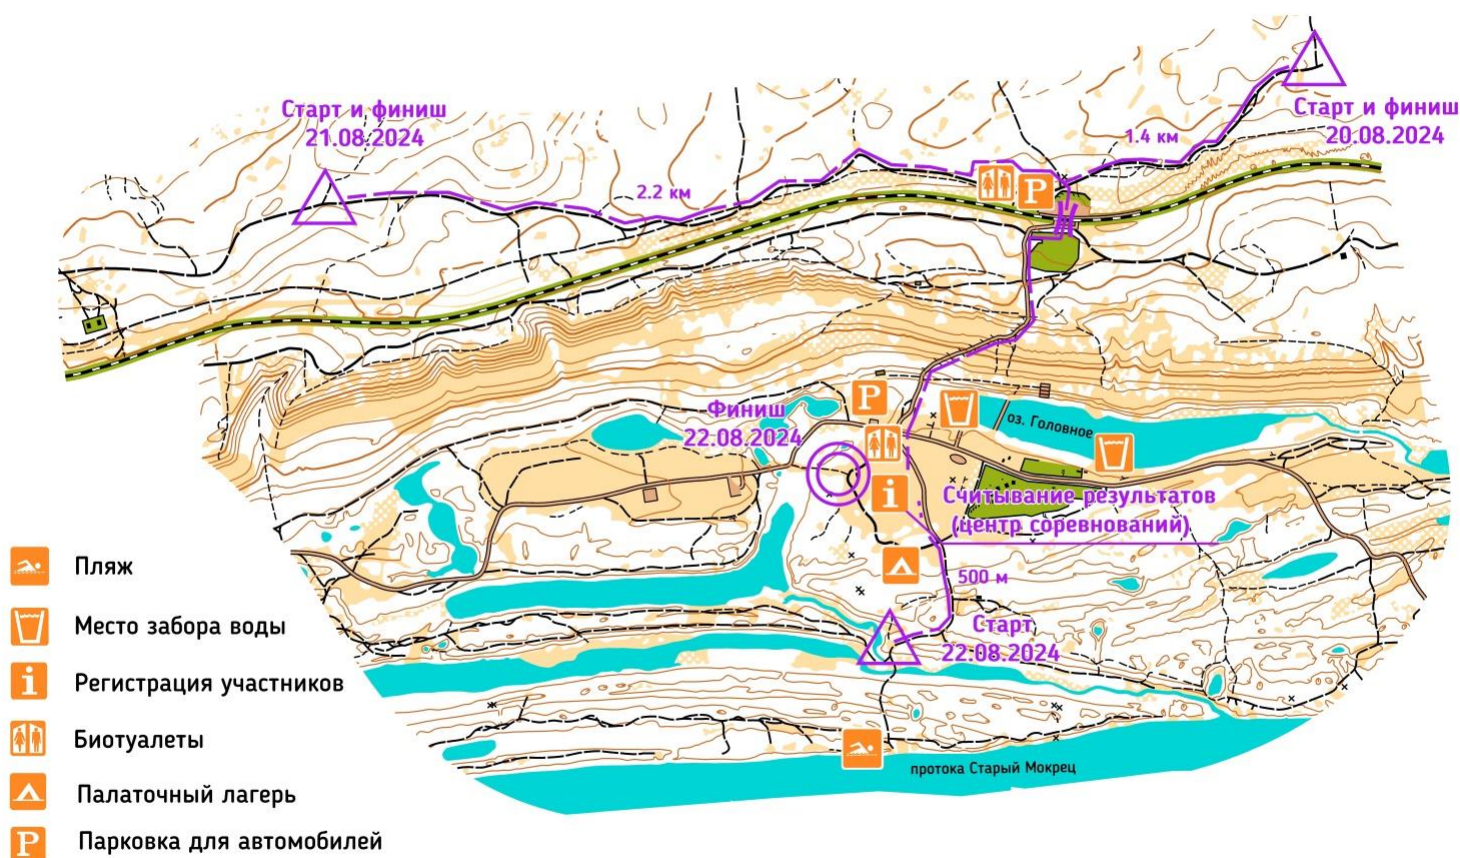 Старт и финиш
21.08.2024
Старт и финиш
20.08.2024
1.4 км
2.2 км
P
P
Финиш
22.08.2024
оз. Головное
i
Считывание результатов
(центр соревнований)
500 м
Старт
22.08.2024
протока Старый Мокрец
Пляж
Место забора воды
i Регистрация участников
Биотуалеты
Палаточный лагерь
P Парковка для автомобилей